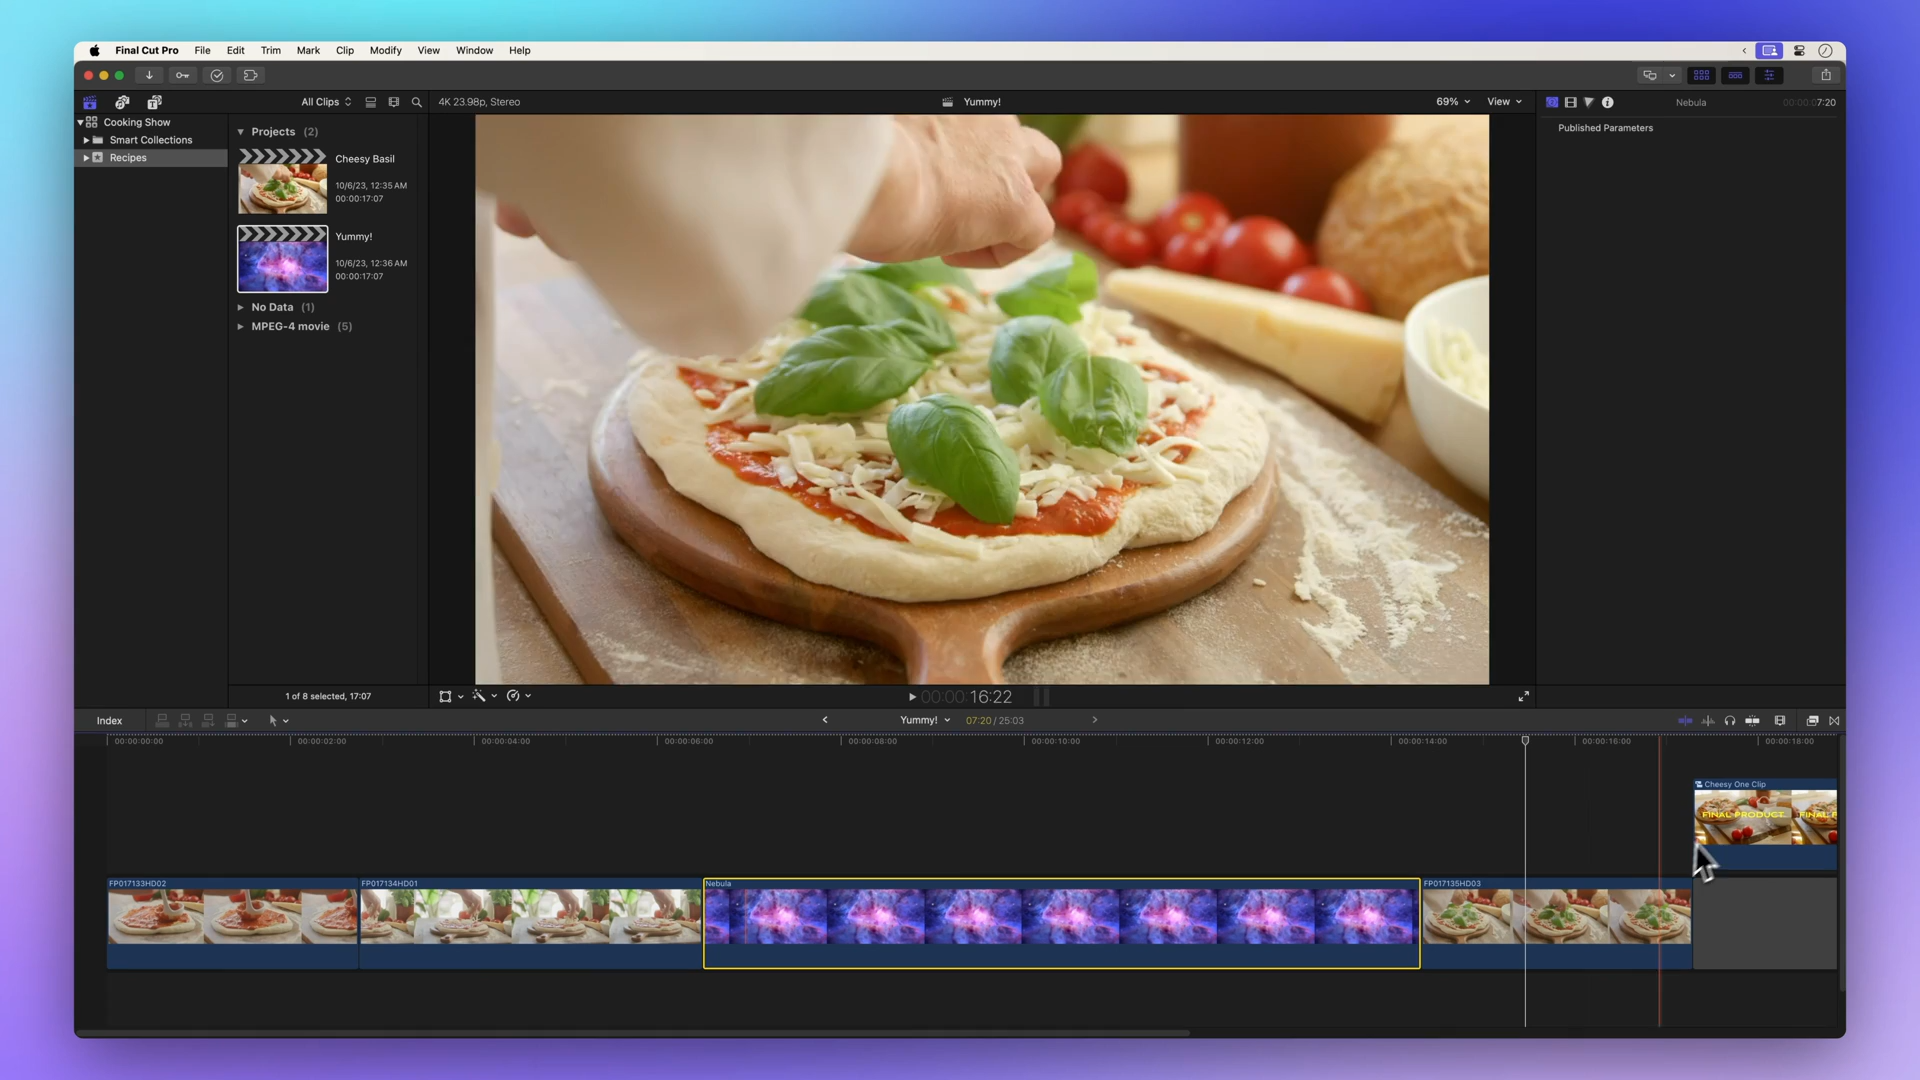 Final Cut Pro File Edit Trim Mark Clip Modify View Window Help
All Clips
4K 23.98p, Stereo
Yummy!
69%
View
Nebula
00:00:07:20
Cooking Show
Smart Collections
Recipes
Projects (2)
Cheesy Basil
10/6/23, 12:35 AM
00:00:17:07
Yummy!
10/6/23, 12:36 AM
00:00:17:07
No Data (1)
MPEG-4 movie (5)
Published Parameters
1 of 8 selected, 17:07
00:00:16:22
Index
Yummy!
07:20 / 25:03
00:00:00:00
00:00:02:00
00:00:04:00
00:00:06:00
00:00:08:00
00:00:10:00
00:00:12:00
00:00:14:00
00:00:16:00
00:00:18:00
Cheesy One Clip
FINAL PRODUCT
FINAL P
FP017133HD02
FP017134HD01
Nebula
FP017135HD03